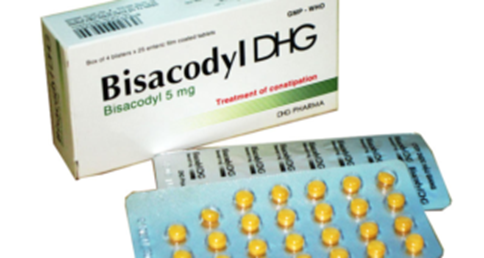 GMP - WHO
Box of 4 blisters x 25 enteric film coated tablets
Bisacodyl DHG
Bisacodyl 5 mg
Treatment of constipation
DHG PHARMA